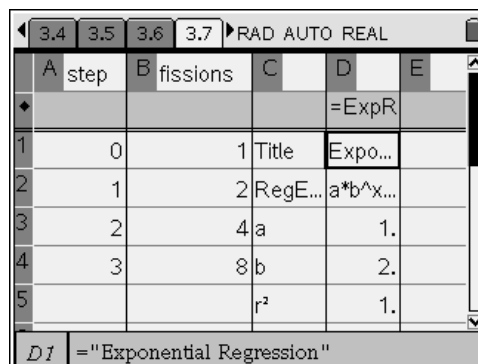 3.4 3.5 3.6 3.7 RAD AUTO REAL
A step B fissions C D E
=ExpR
1 0 1 Title Expo...
2 1 2 RegE... a*b^x...
3 2 4 a 1.
4 3 8 b 2.
5 r² 1.
D1 ="Exponential Regression"